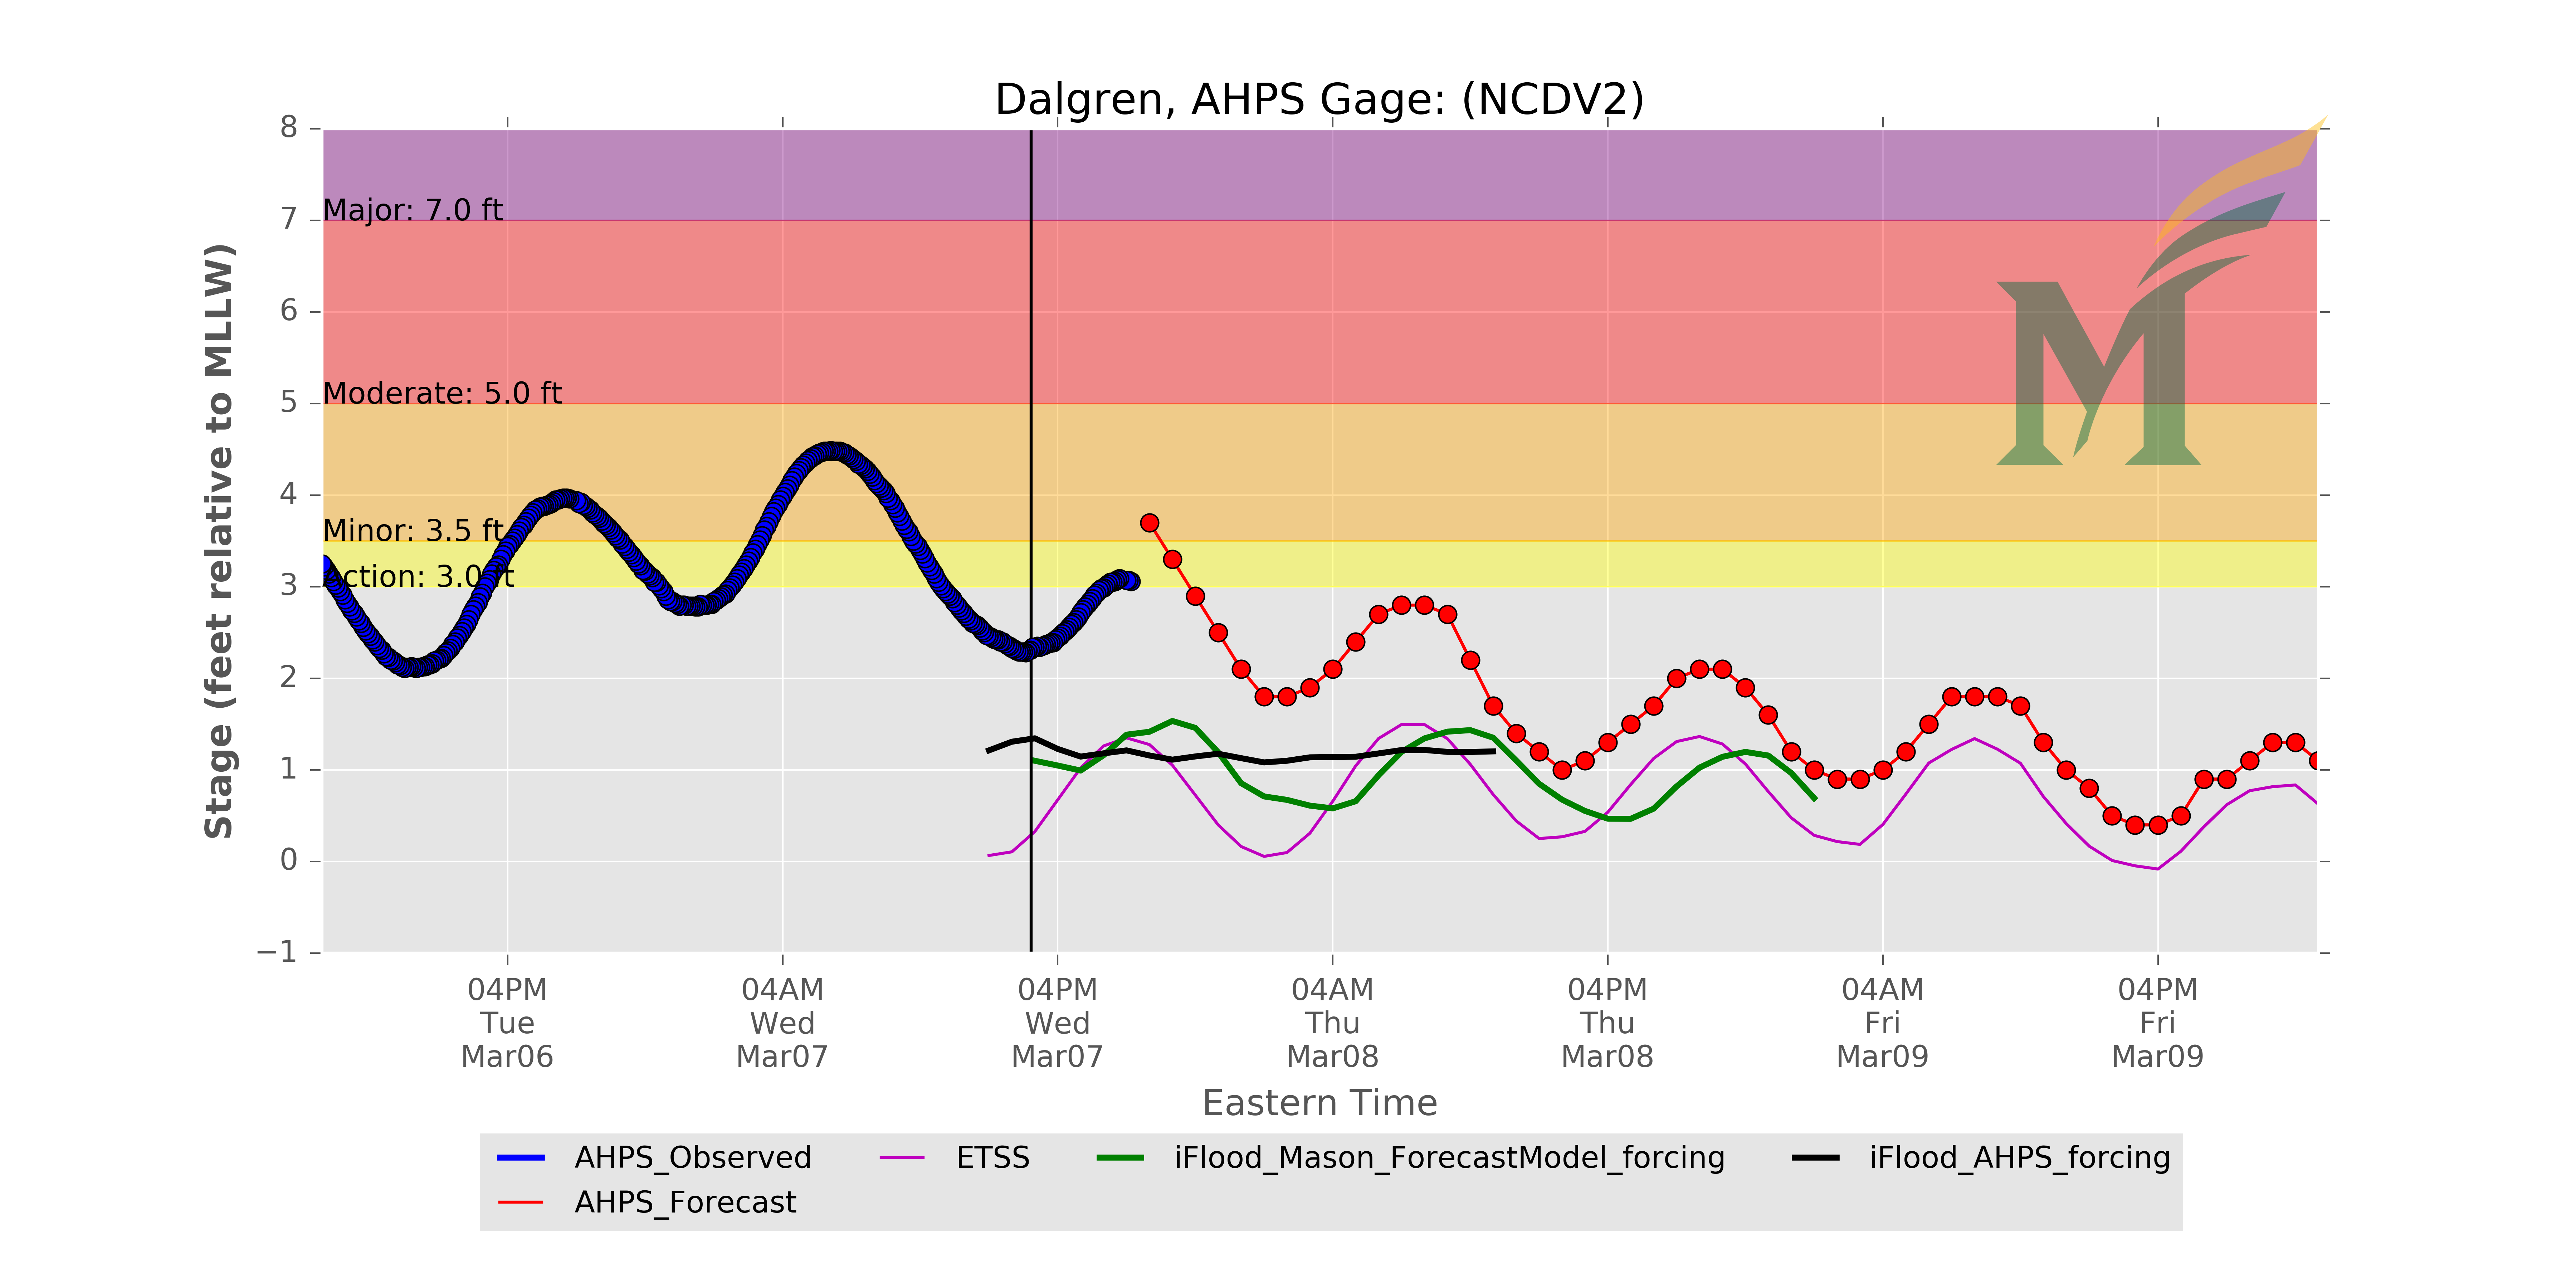 Dalgren, AHPS Gage: (NCDV2)
Stage (feet relative to MLLW)
8
7
6
5
4
3
2
1
0
−1
Major: 7.0 ft
Moderate: 5.0 ft
Minor: 3.5 ft
Action: 3.0 ft
04PM
Tue
Mar06
04AM
Wed
Mar07
04PM
Wed
Mar07
04AM
Thu
Mar08
04PM
Thu
Mar08
04AM
Fri
Mar09
04PM
Fri
Mar09
Eastern Time
AHPS_Observed
AHPS_Forecast
ETSS
iFlood_Mason_ForecastModel_forcing
iFlood_AHPS_forcing
M